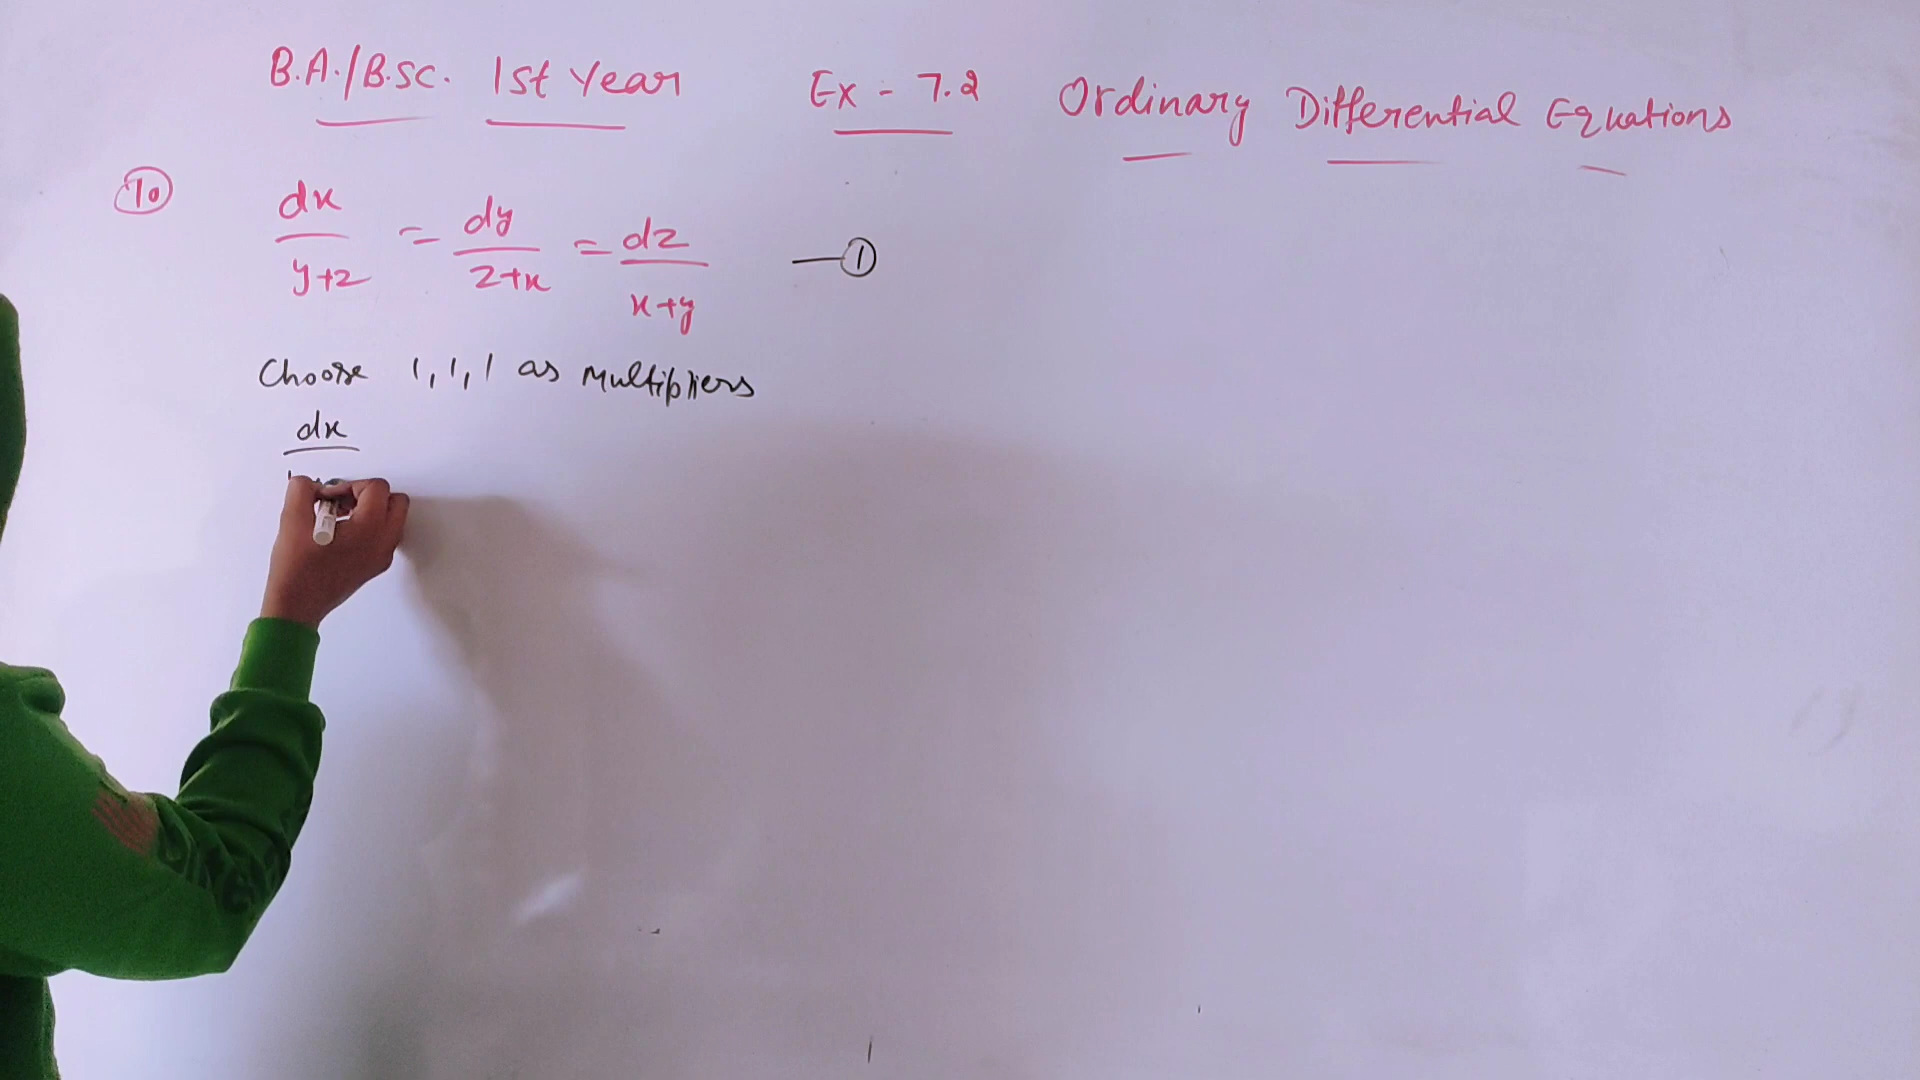 B.A./B.SC. 1st Year Ex - 7.2 Ordinary Differential Equations
10 dx/y+z = dy/z+x = dz/x+y — 1
Choose 1, 1, 1 as Multipliers
dx